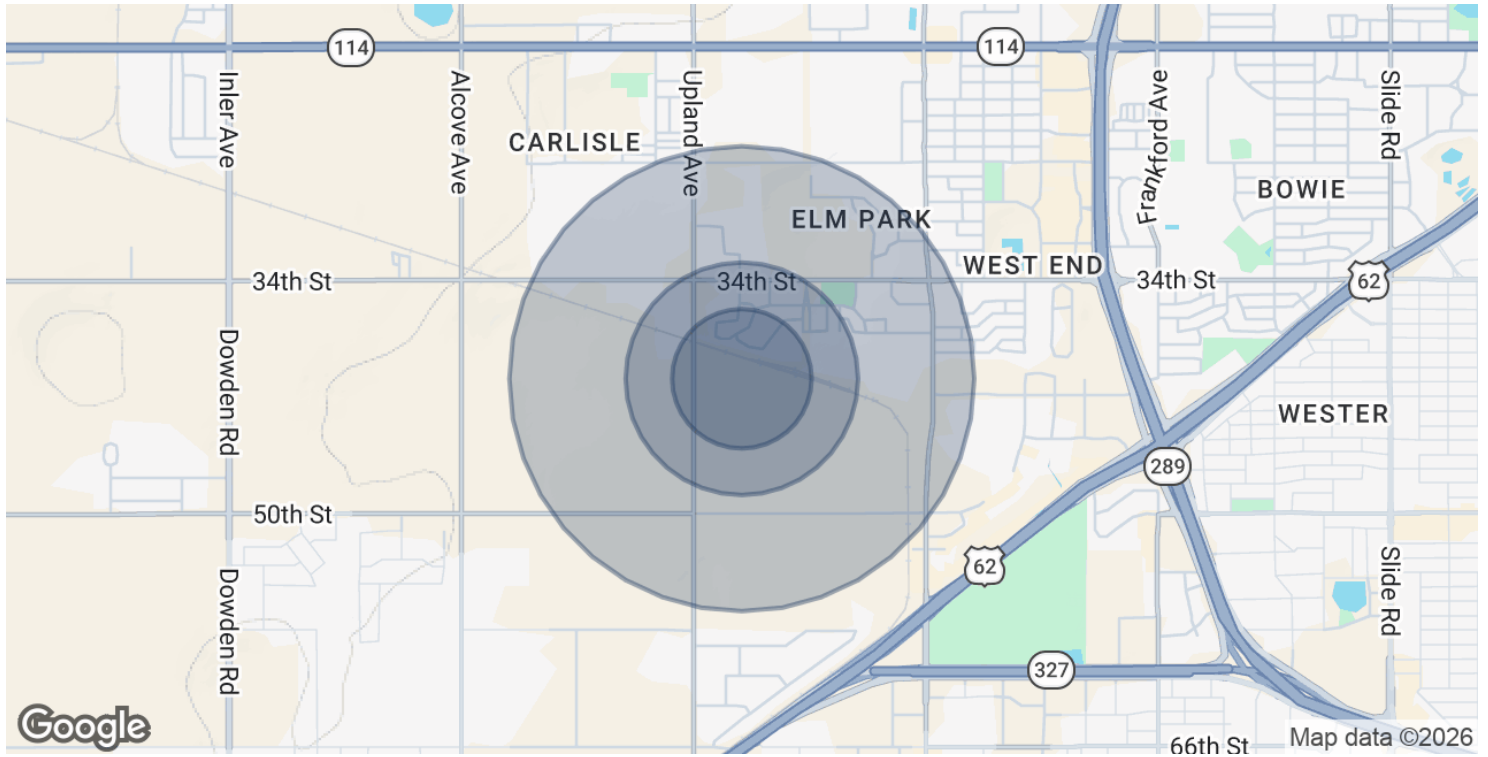 114
114
Inler Ave
Alcove Ave
Upland Ave
Frankford Ave
Slide Rd
CARLISLE
BOWIE
ELM PARK
WEST END
34th St
34th St
34th St
62
Dowden Rd
WESTER
289
50th St
62
Dowden Rd
Slide Rd
327
Google
66th St
Map data ©2026